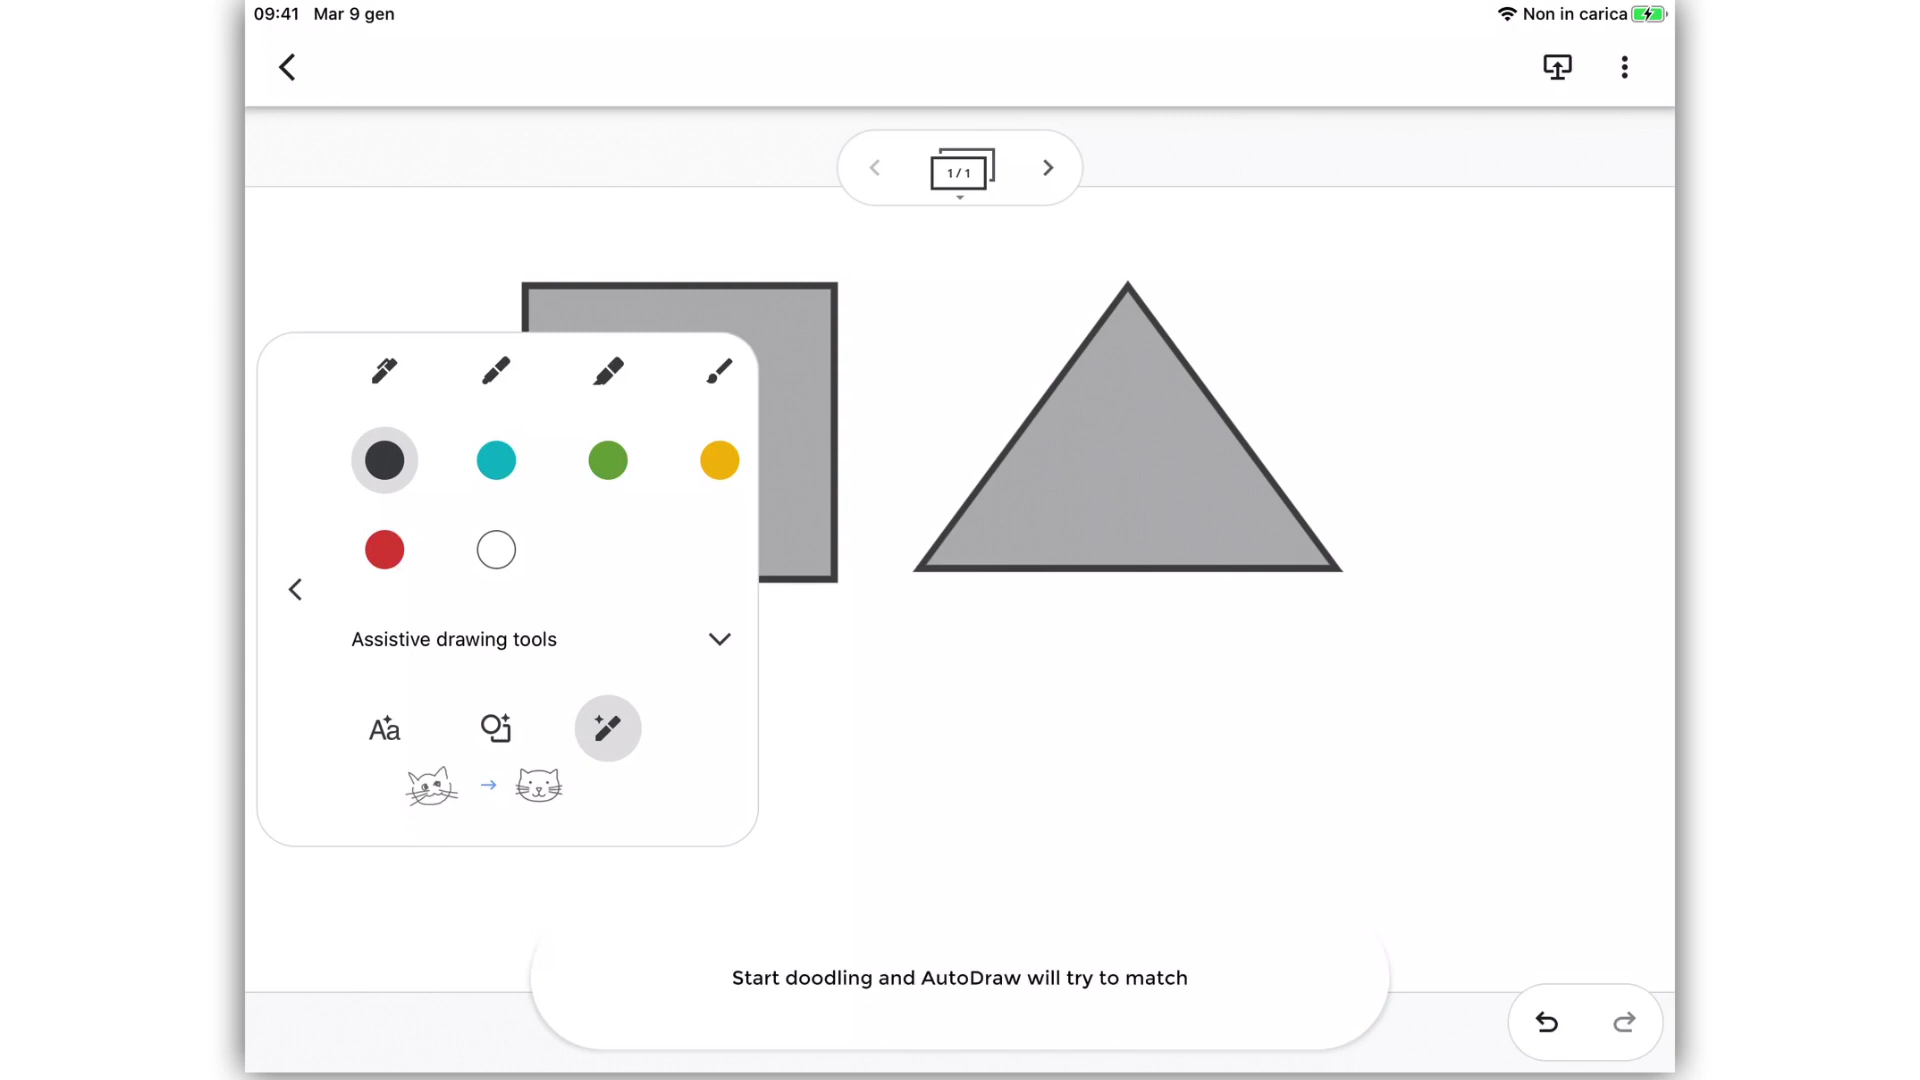 09:41 Mar 9 gen
Non in carica
1/1
Assistive drawing tools
Aa
Start doodling and AutoDraw will try to match